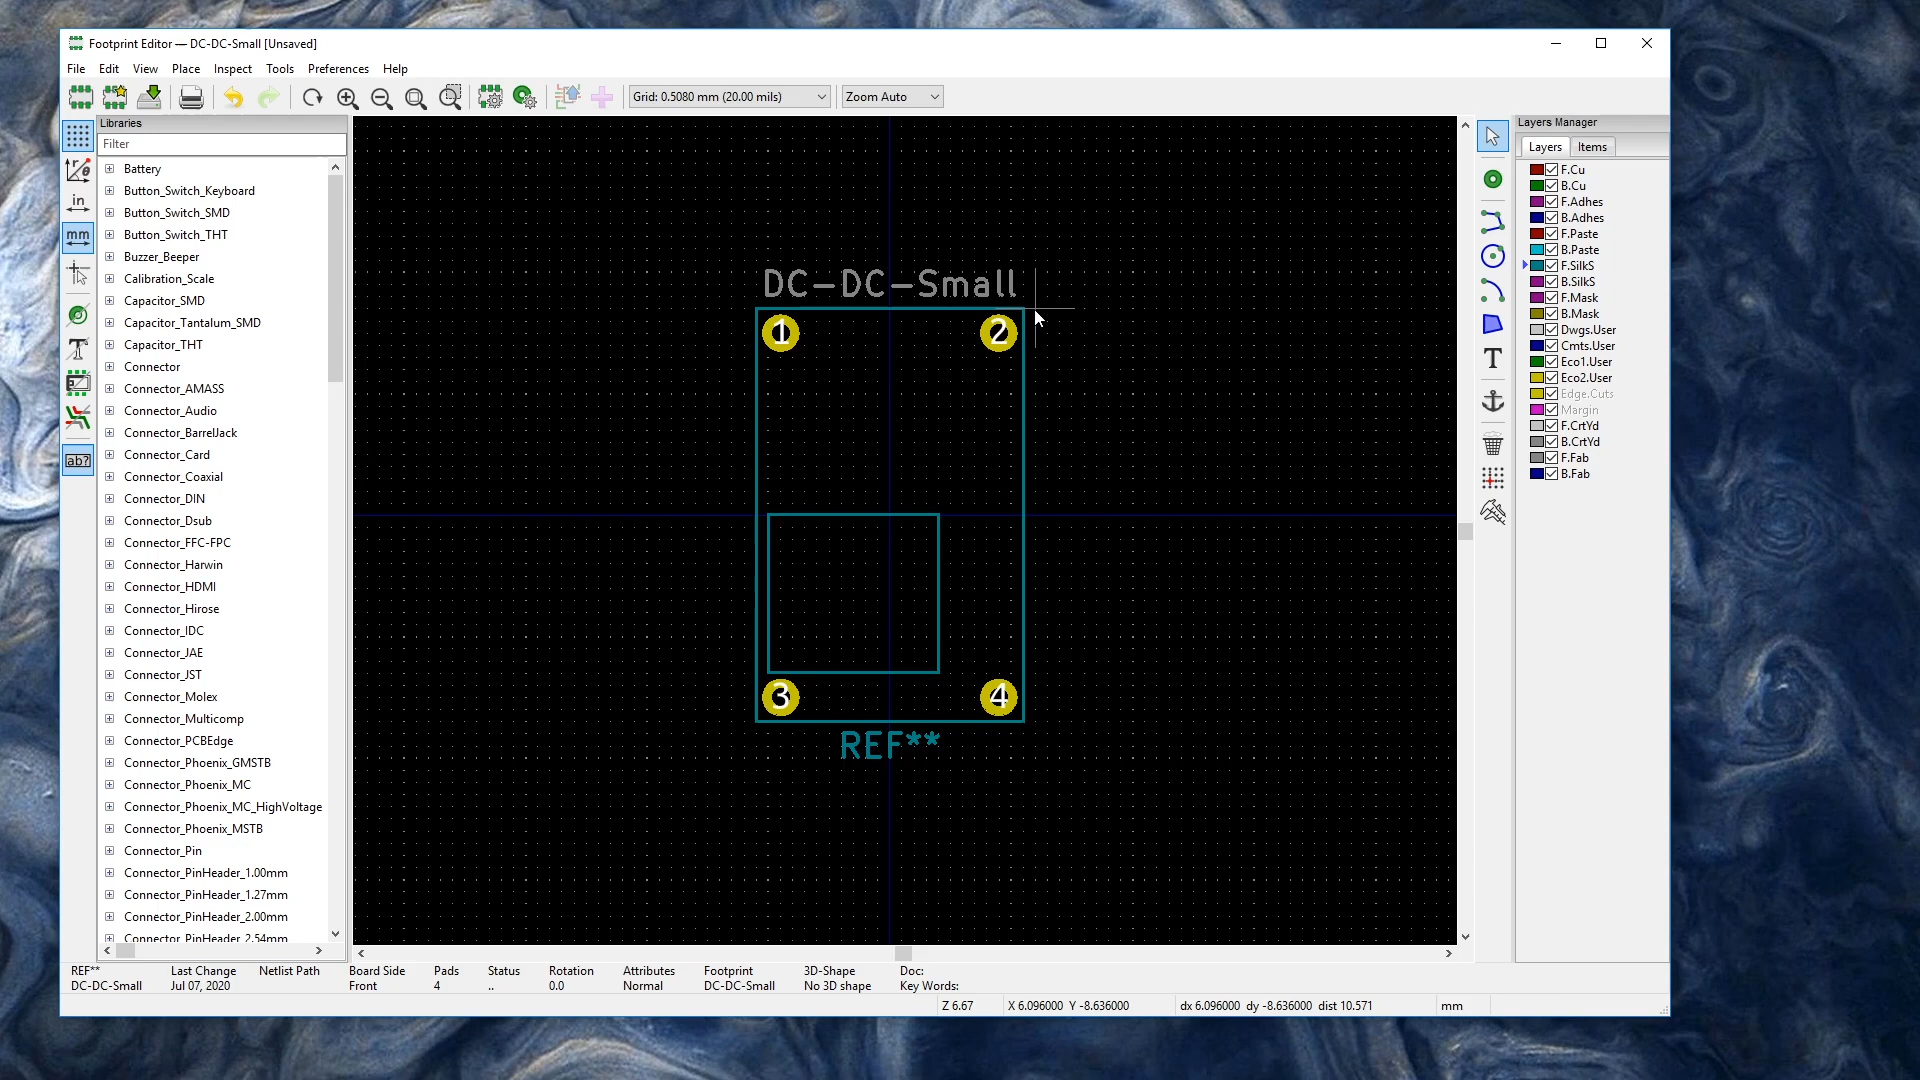 Footprint Editor — DC-DC-Small [Unsaved]
File Edit View Place Inspect Tools Preferences Help
Grid: 0.5080 mm (20.00 mils) Zoom Auto
Libraries
Filter
in
mm
ab?
Battery
Button_Switch_Keyboard
Button_Switch_SMD
Button_Switch_THT
Buzzer_Beeper
Calibration_Scale
Capacitor_SMD
Capacitor_Tantalum_SMD
Capacitor_THT
Connector
Connector_AMASS
Connector_Audio
Connector_BarrelJack
Connector_Card
Connector_Coaxial
Connector_DIN
Connector_Dsub
Connector_FFC-FPC
Connector_Harwin
Connector_HDMI
Connector_Hirose
Connector_IDC
Connector_JAE
Connector_JST
Connector_Molex
Connector_Multicomp
Connector_PCBEdge
Connector_Phoenix_GMSTB
Connector_Phoenix_MC
Connector_Phoenix_MC_HighVoltage
Connector_Phoenix_MSTB
Connector_Pin
Connector_PinHeader_1.00mm
Connector_PinHeader_1.27mm
Connector_PinHeader_2.00mm
Connector_PinHeader_2.54mm
DC-DC-Small
1 2
3 4
REF**
Layers Manager
Layers Items
F.Cu
B.Cu
F.Adhes
B.Adhes
F.Paste
B.Paste
F.SilkS
B.SilkS
F.Mask
B.Mask
Dwgs.User
Cmts.User
Eco1.User
Eco2.User
Edge.Cuts
Margin
F.CrtYd
B.CrtYd
F.Fab
B.Fab
REF** Last Change Netlist Path Board Side Pads Status Rotation Attributes Footprint 3D-Shape Doc:
DC-DC-Small Jul 07, 2020 Front 4 .. 0.0 Normal DC-DC-Small No 3D shape Key Words:
Z 6.67 X 6.096000 Y -8.636000 dx 6.096000 dy -8.636000 dist 10.571 mm